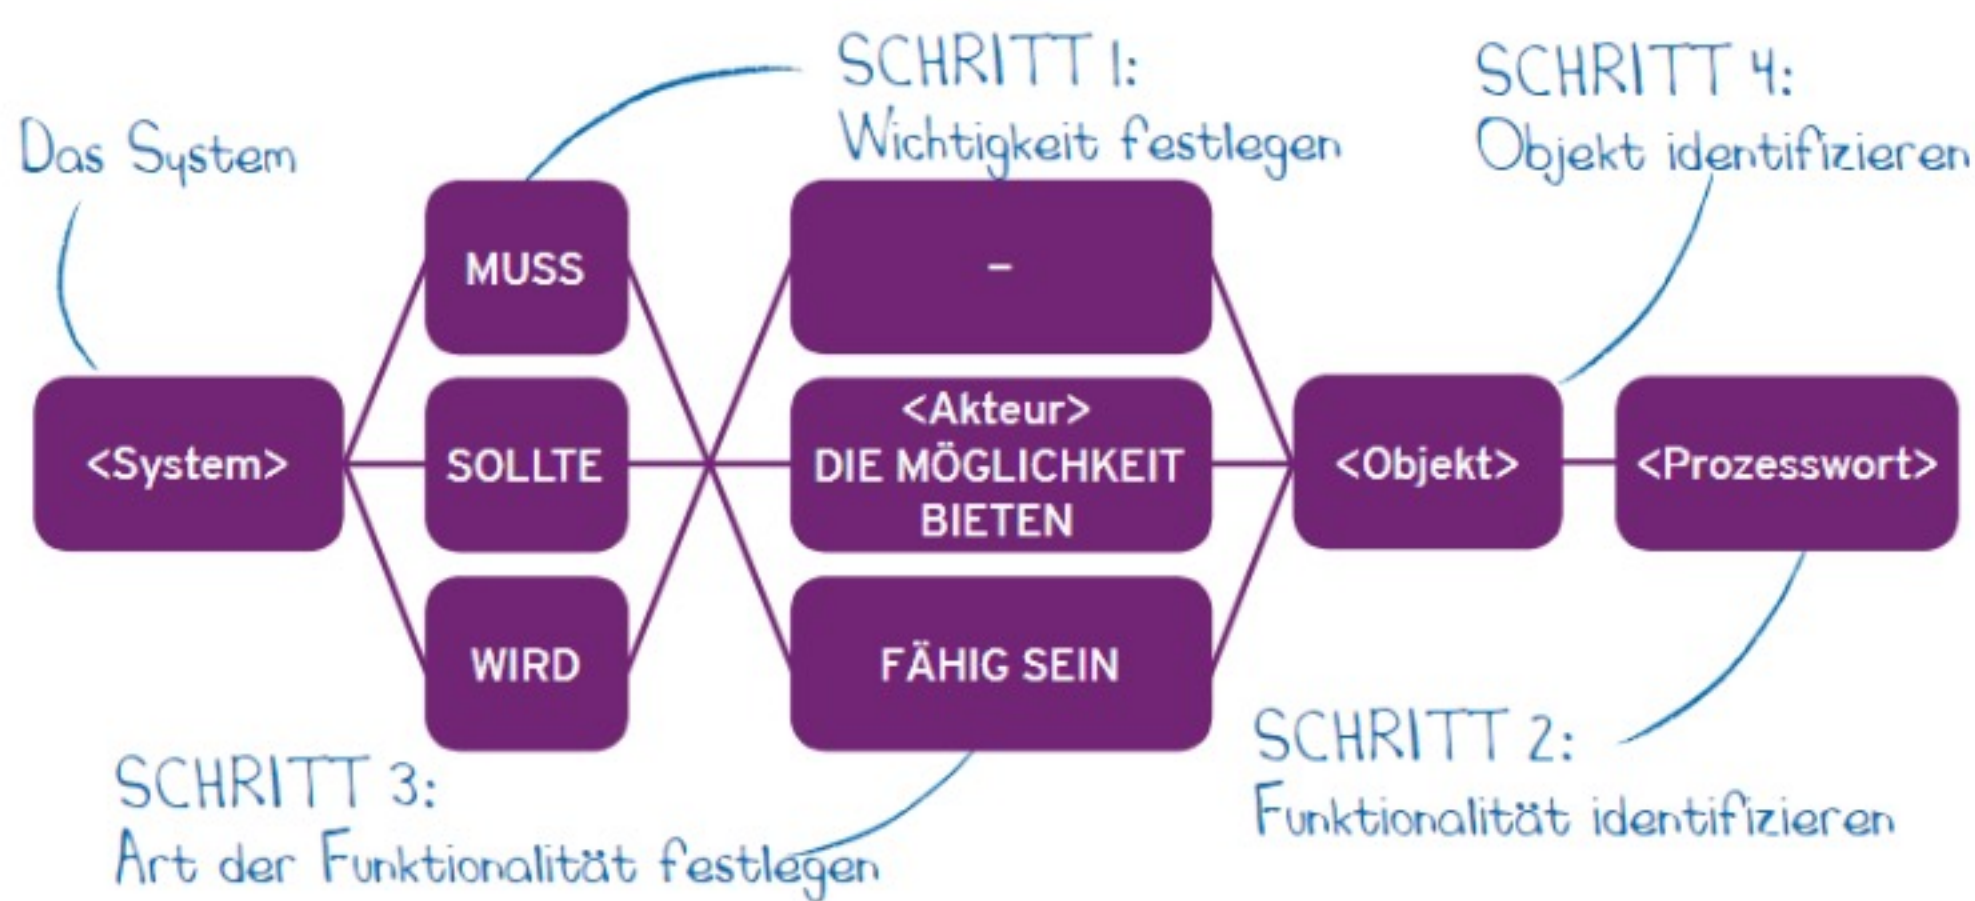 SCHRITT 1:
Wichtigkeit festlegen
SCHRITT 4:
Objekt identifizieren
Das System
MUSS
–
<System>
SOLLTE
<Akteur>
DIE MÖGLICHKEIT
BIETEN
<Objekt>
<Prozesswort>
WIRD
FÄHIG SEIN
SCHRITT 3:
Art der Funktionalität festlegen
SCHRITT 2:
Funktionalität identifizieren